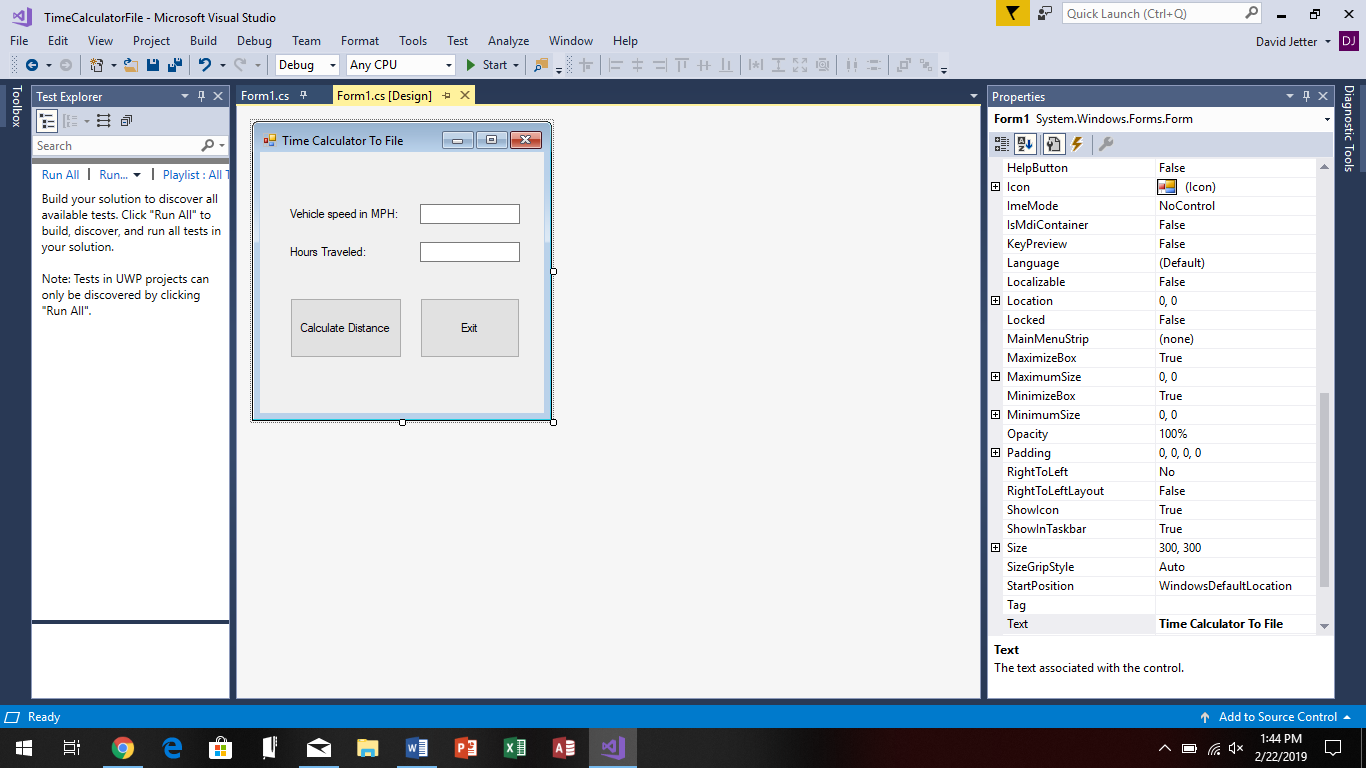 TimeCalculatorFile - Microsoft Visual Studio
Quick Launch (Ctrl+Q)
File Edit View Project Build Debug Team Format Tools Test Analyze Window Help
David Jetter DJ
Debug Any CPU Start
Toolbox
Test Explorer
Search
Run All | Run... | Playlist : All T
Build your solution to discover all
available tests. Click "Run All" to
build, discover, and run all tests in
your solution.
Note: Tests in UWP projects can
only be discovered by clicking
"Run All".
Form1.cs
Form1.cs [Design]
Time Calculator To File
Vehicle speed in MPH:
Hours Traveled:
Calculate Distance
Exit
Properties
Form1 System.Windows.Forms.Form
HelpButton False
Icon (Icon)
ImeMode NoControl
IsMdiContainer False
KeyPreview False
Language (Default)
Localizable False
Location 0, 0
Locked False
MainMenuStrip (none)
MaximizeBox True
MaximumSize 0, 0
MinimizeBox True
MinimumSize 0, 0
Opacity 100%
Padding 0, 0, 0, 0
RightToLeft No
RightToLeftLayout False
ShowIcon True
ShowInTaskbar True
Size 300, 300
SizeGripStyle Auto
StartPosition WindowsDefaultLocation
Tag
Text Time Calculator To File
Text
The text associated with the control.
Diagnostic Tools
Ready
Add to Source Control
1:44 PM
2/22/2019